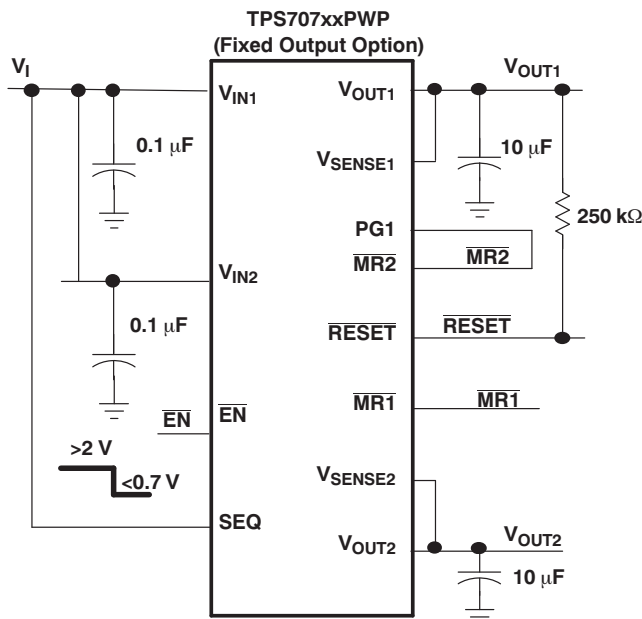 TPS707xxPWP
(Fixed Output Option)
VI
VIN1
VOUT1
VOUT1
0.1 μF
10 μF
VSENSE1
250 kΩ
PG1
MR2
MR2
VIN2
0.1 μF
RESET
RESET
EN
EN
MR1
MR1
>2 V
<0.7 V
VSENSE2
SEQ
VOUT2
VOUT2
10 μF